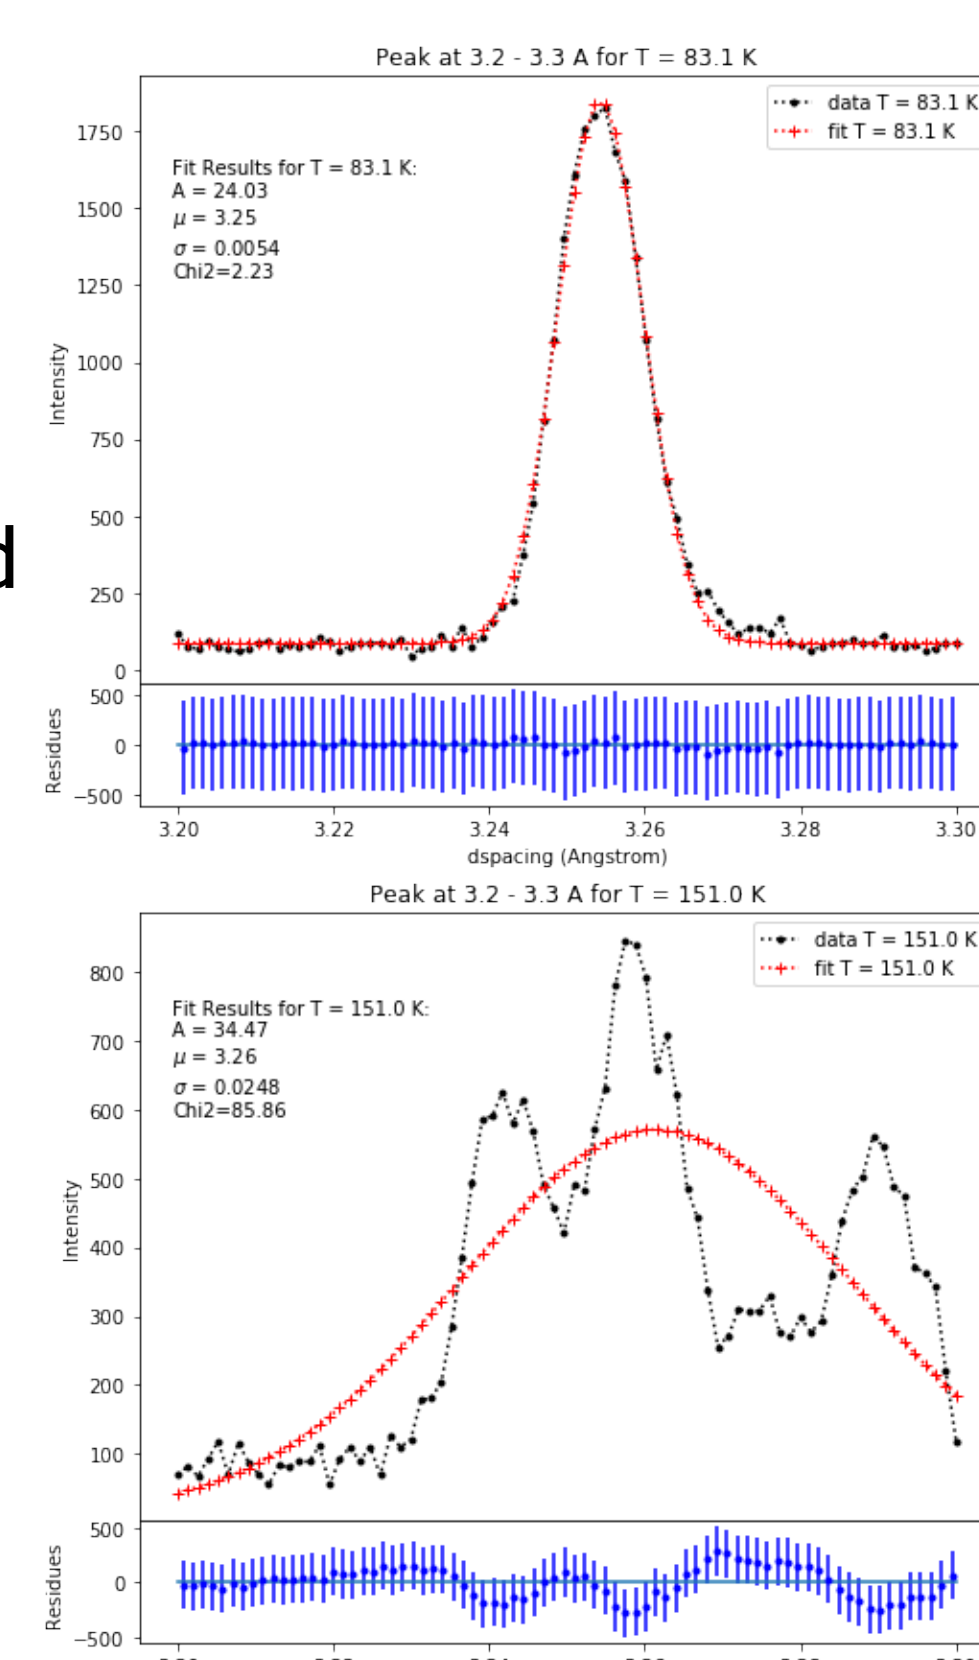 Peak at 3.2 - 3.3 A for T = 83.1 K
data T = 83.1 K
fit T = 83.1 K
Fit Results for T = 83.1 K:
A = 24.03
μ = 3.25
σ = 0.0054
Chi2=2.23
1750
1500
1250
1000
750
500
250
0
Intensity
d
500
0
−500
Residues
3.20 3.22 3.24 3.26 3.28 3.30
dspacing (Angstrom)
Peak at 3.2 - 3.3 A for T = 151.0 K
data T = 151.0 K
fit T = 151.0 K
Fit Results for T = 151.0 K:
A = 34.47
μ = 3.26
σ = 0.0248
Chi2=85.86
800
700
600
500
400
300
200
100
Intensity
500
0
−500
Residues